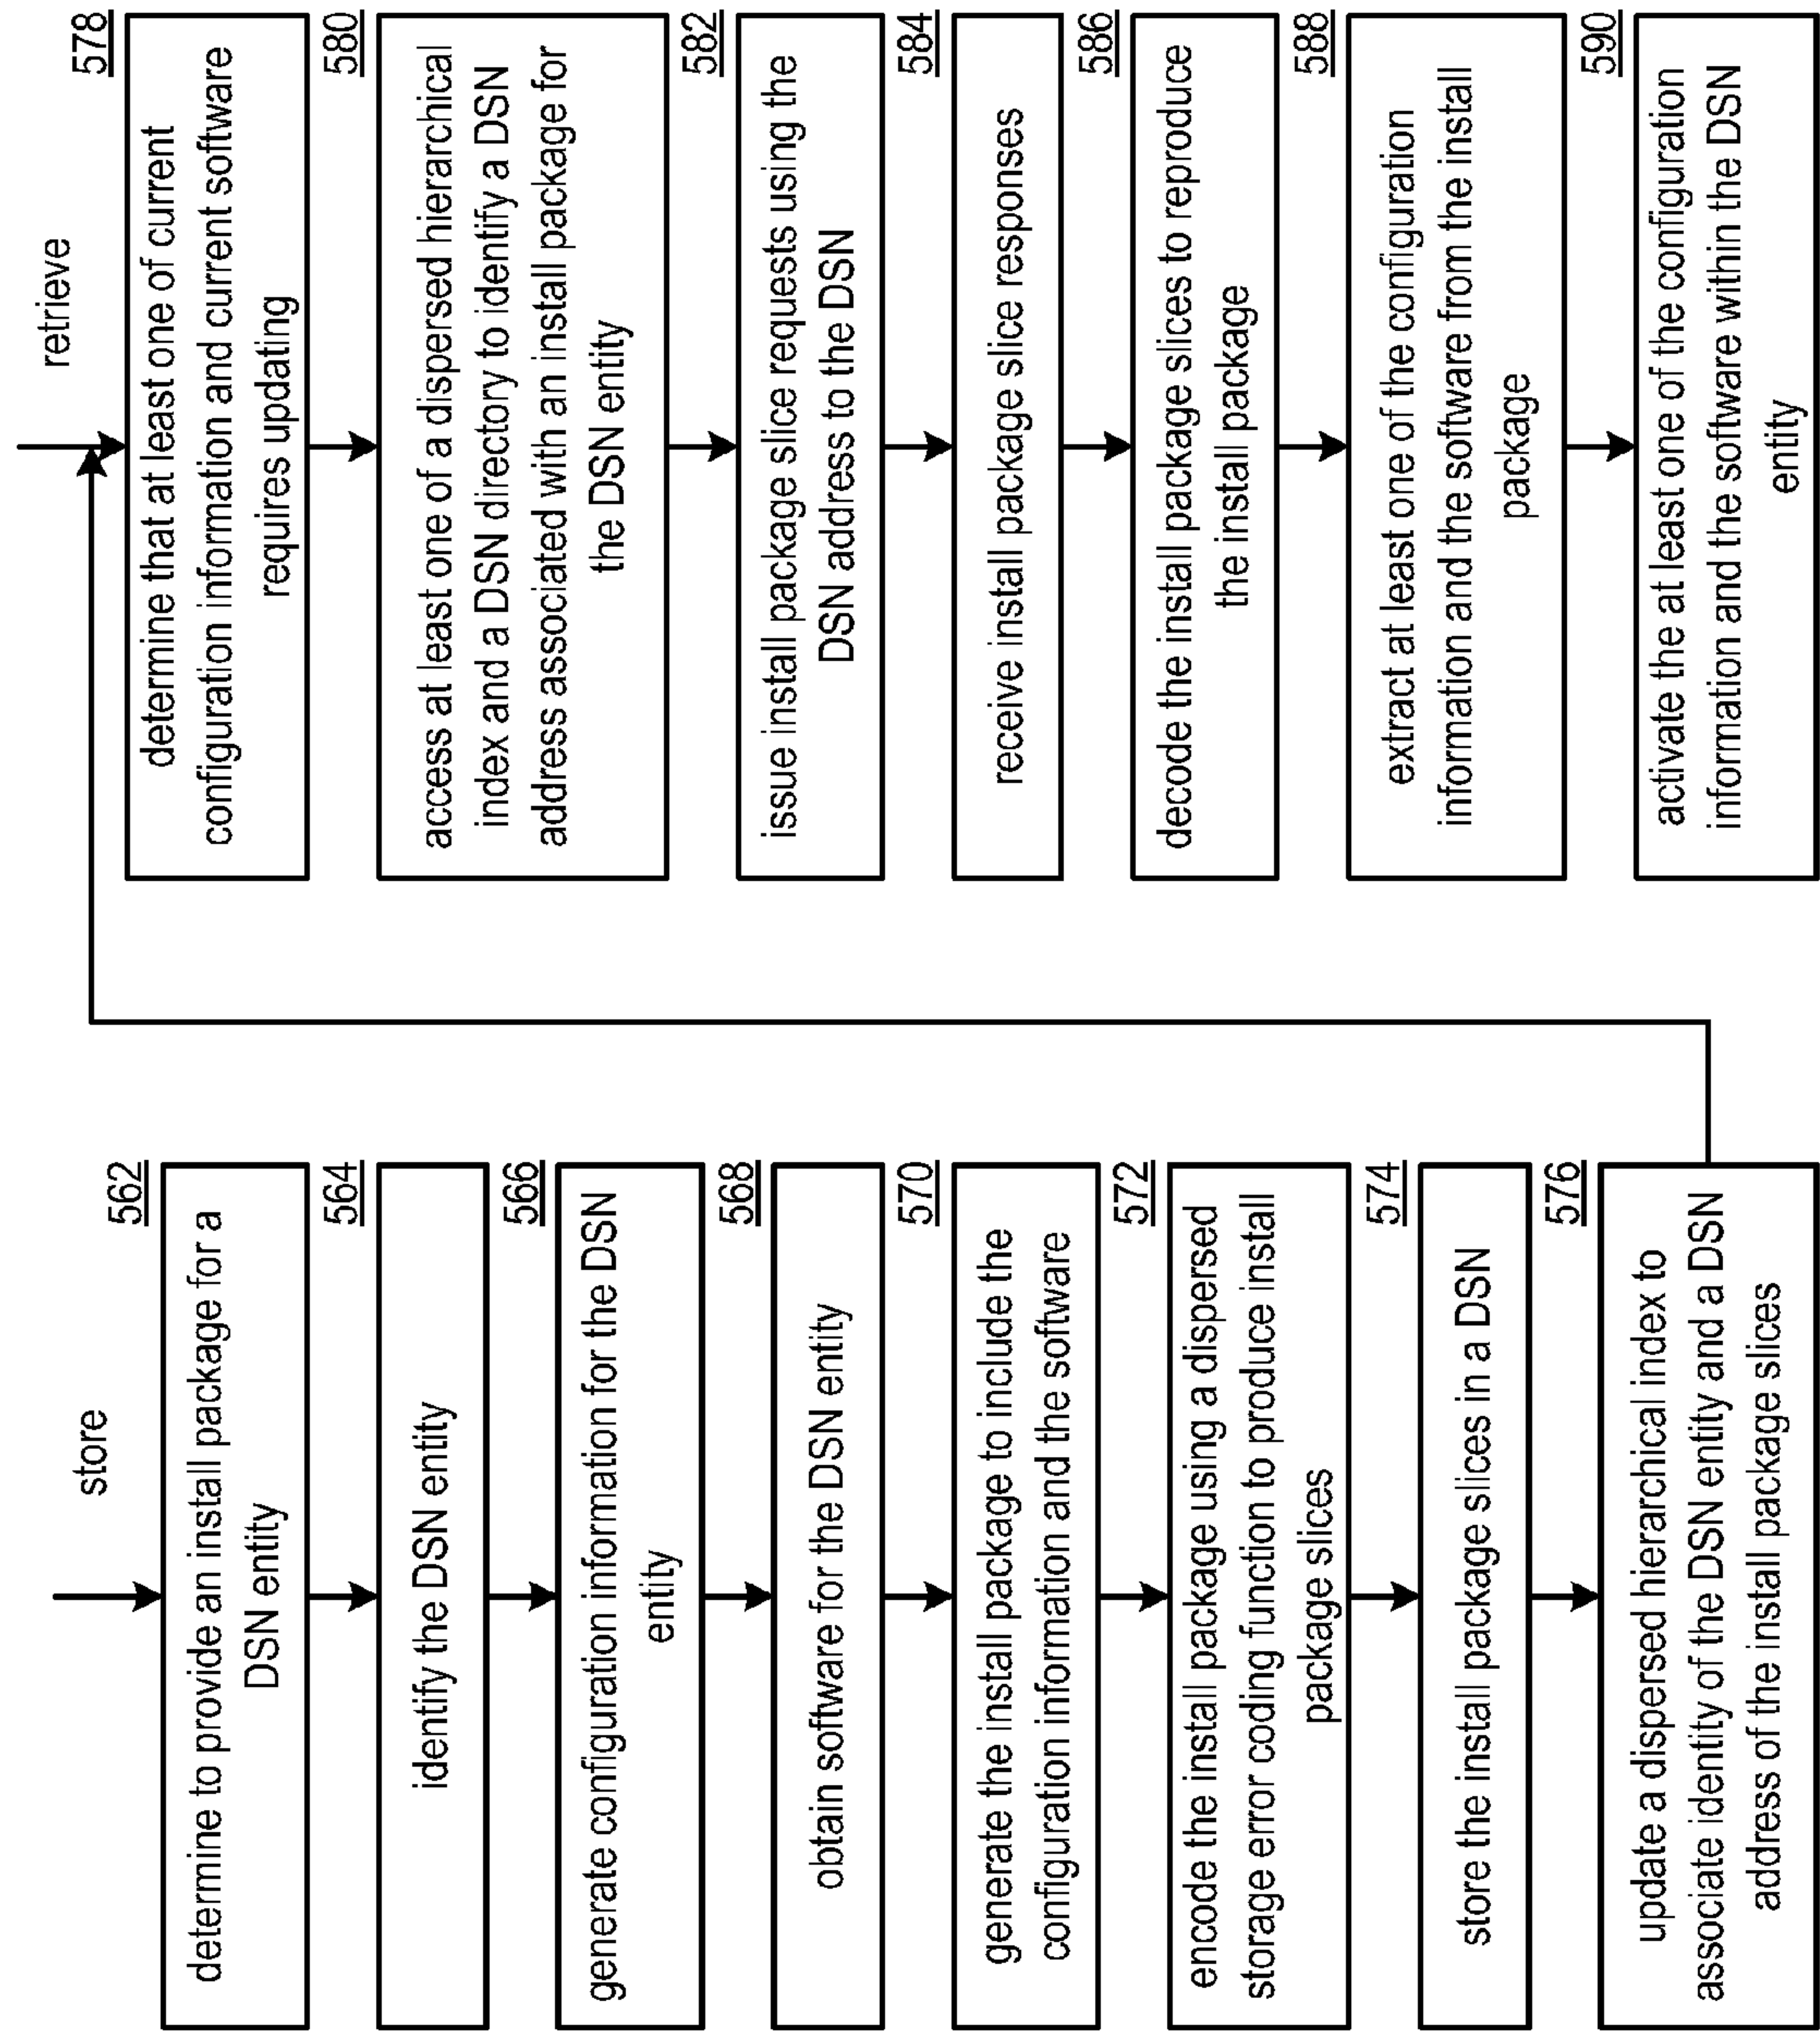 store
562
determine to provide an install package for a
DSN entity
564
identify the DSN entity
566
generate configuration information for the DSN
entity
568
obtain software for the DSN entity
570
generate the install package to include the
configuration information and the software
572
encode the install package using a dispersed
storage error coding function to produce install
package slices
574
store the install package slices in a DSN
576
update a dispersed hierarchical index to
associate identity of the DSN entity and a DSN
address of the install package slices
retrieve
578
determine that at least one of current
configuration information and current software
requires updating
580
access at least one of a dispersed hierarchical
index and a DSN directory to identify a DSN
address associated with an install package for
the DSN entity
582
issue install package slice requests using the
DSN address to the DSN
584
receive install package slice responses
586
decode the install package slices to reproduce
the install package
588
extract at least one of the configuration
information and the software from the install
package
590
activate the at least one of the configuration
information and the software within the DSN
entity